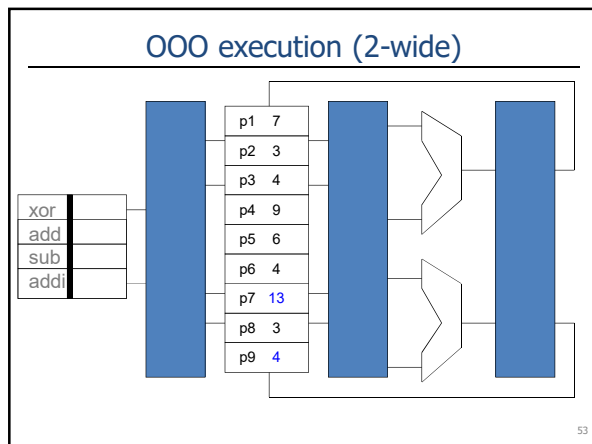 OOO execution (2-wide)
xor
add
sub
addi
p1 7
p2 3
p3 4
p4 9
p5 6
p6 4
p7 13
p8 3
p9 4
53